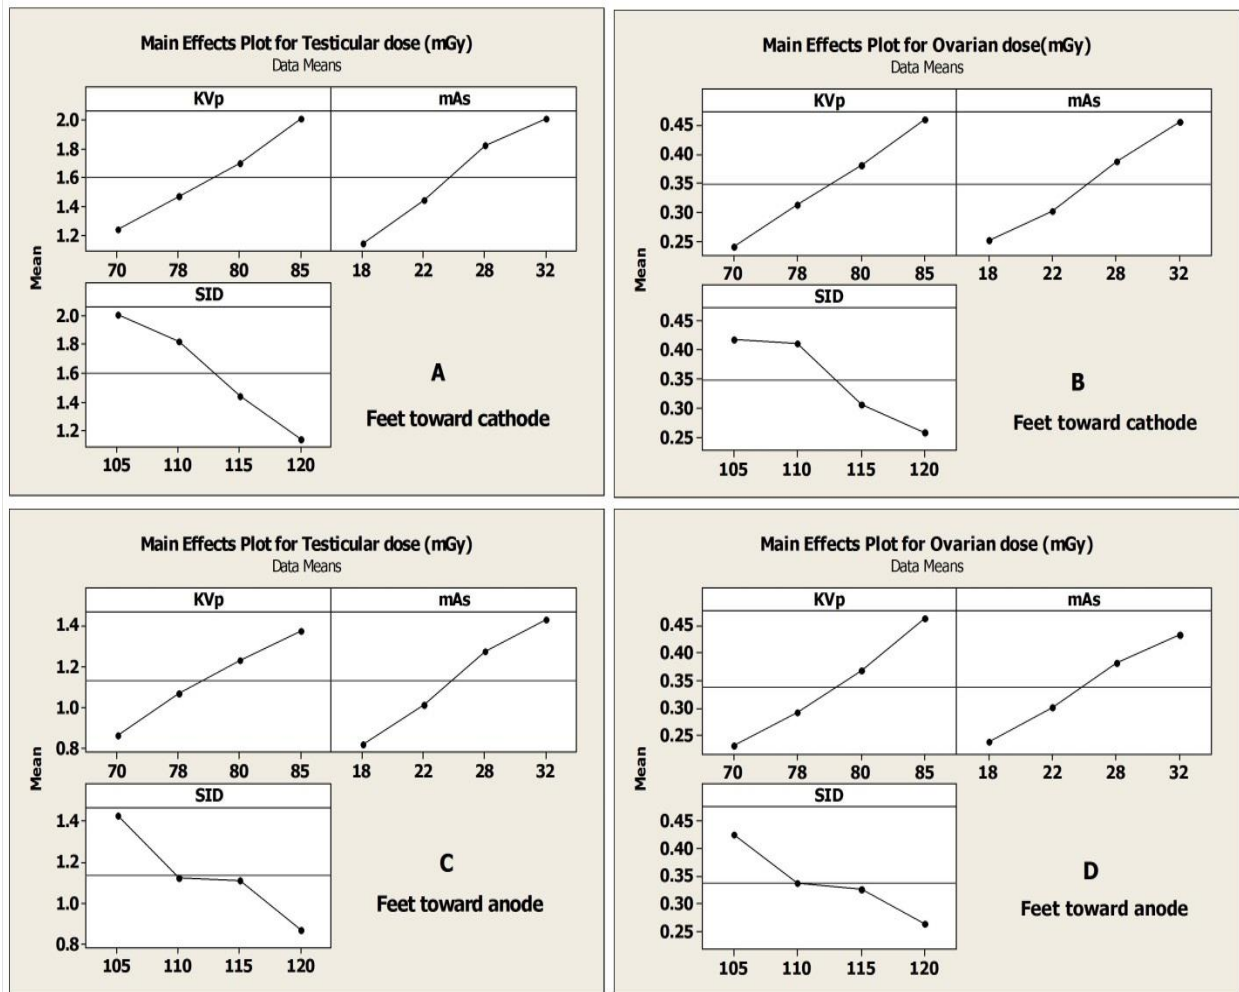 Main Effects Plot for Testicular dose (mGy)
Data Means
KVp mAs
2.0
1.8
1.6
1.4
1.2
70 78 80 85 18 22 28 32
Mean
SID
2.0
1.8
1.6
1.4
1.2
105 110 115 120
A
Feet toward cathode
Main Effects Plot for Ovarian dose(mGy)
Data Means
KVp mAs
0.45
0.40
0.35
0.30
0.25
70 78 80 85 18 22 28 32
Mean
SID
0.45
0.40
0.35
0.30
0.25
105 110 115 120
B
Feet toward cathode
Main Effects Plot for Testicular dose (mGy)
Data Means
KVp mAs
1.4
1.2
1.0
0.8
70 78 80 85 18 22 28 32
Mean
SID
1.4
1.2
1.0
0.8
105 110 115 120
C
Feet toward anode
Main Effects Plot for Ovarian dose (mGy)
Data Means
KVp mAs
0.45
0.40
0.35
0.30
0.25
70 78 80 85 18 22 28 32
Mean
SID
0.45
0.40
0.35
0.30
0.25
105 110 115 120
D
Feet toward anode